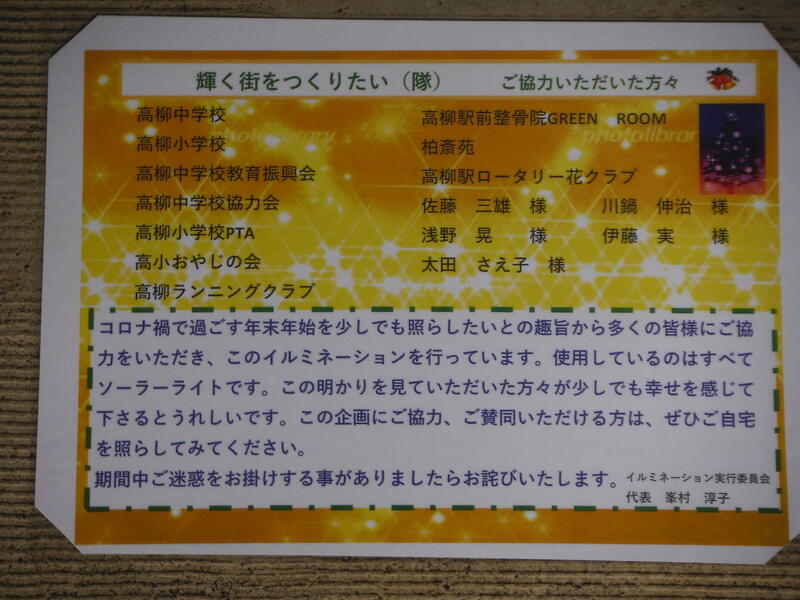 輝く街をつくりたい（隊）　ご協力いただいた方々
高柳中学校
高柳小学校
高柳中学校教育振興会
高柳中学校協力会
高柳小学校PTA
高小おやじの会
高柳ランニングクラブ
高柳駅前整骨院GREEN ROOM
柏斎苑
高柳駅ロータリー花クラブ
佐藤　三雄　様　川鍋　伸治　様
浅野　晃　様　伊藤　実　様
太田　さえ子　様
photolibrary
photolibrary
コロナ禍で過ごす年末年始を少しでも照らしたいとの趣旨から多くの皆様にご協
力をいただき、このイルミネーションを行っています。使用しているのはすべて
ソーラーライトです。この明かりを見ていただいた方々が少しでも幸せを感じて
下さるとうれしいです。この企画にご協力、ご賛同いただける方は、ぜひご自宅
を照らしてみてください。
期間中ご迷惑をお掛けする事がありましたらお詫びいたします。
イルミネーション実行委員会
代表　峯村　淳子